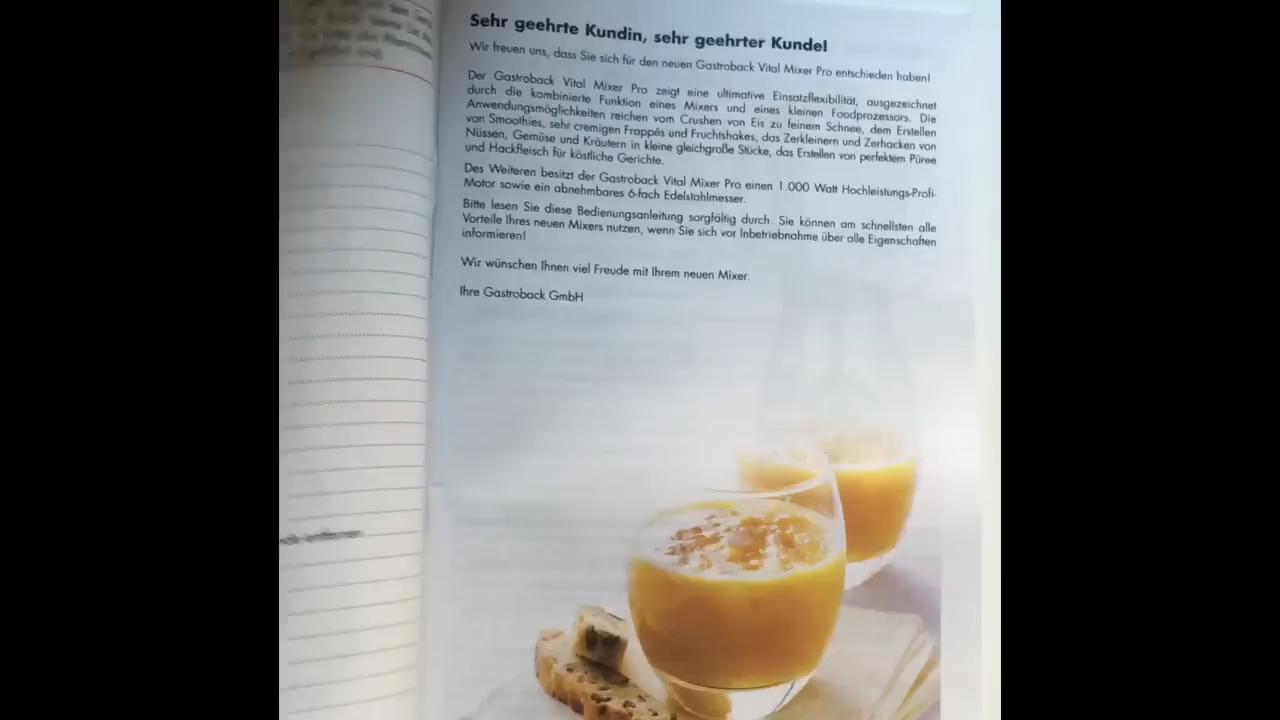 Sehr geehrte Kundin, sehr geehrter Kunde!
Wir freuen uns, dass Sie sich für den neuen Gastroback Vital Mixer Pro entschieden haben!
Der Gastroback Vital Mixer Pro zeigt eine ultimative Einsatzflexibilität, ausgezeichnet
durch die kombinierte Funktion eines Mixers und eines kleinen Foodprozessors. Die
Anwendungsmöglichkeiten reichen vom Crushen von Eis zu feinem Schnee, dem Erstellen
von Smoothies, sehr cremigen Frappés und Fruchtshakes, das Zerkleinern und Zerhacken von
Nüssen, Gemüse und Kräutern in kleine gleichgroße Stücke, das Erstellen von perfektem Püree
und Hackfleisch für köstliche Gerichte.
Des Weiteren besitzt der Gastroback Vital Mixer Pro einen 1.000 Watt Hochleistungs-Profi-
Motor sowie ein abnehmbares 6-fach Edelstahlmesser.
Bitte lesen Sie diese Bedienungsanleitung sorgfältig durch. Sie können am schnellsten alle
Vorteile Ihres neuen Mixers nutzen, wenn Sie sich vor Inbetriebnahme über alle Eigenschaften
informieren!
Wir wünschen Ihnen viel Freude mit Ihrem neuen Mixer.
Ihre Gastroback GmbH